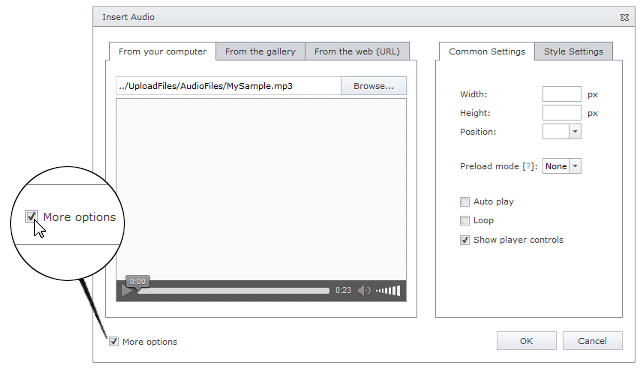 Insert Audio
From your computer From the gallery From the web (URL)
../UploadFiles/AudioFiles/MySample.mp3 Browse...
0:00
0:23
Common Settings Style Settings
Width: px
Height: px
Position:
Preload mode [?]: None
Auto play
Loop
Show player controls
More options
More options
OK Cancel